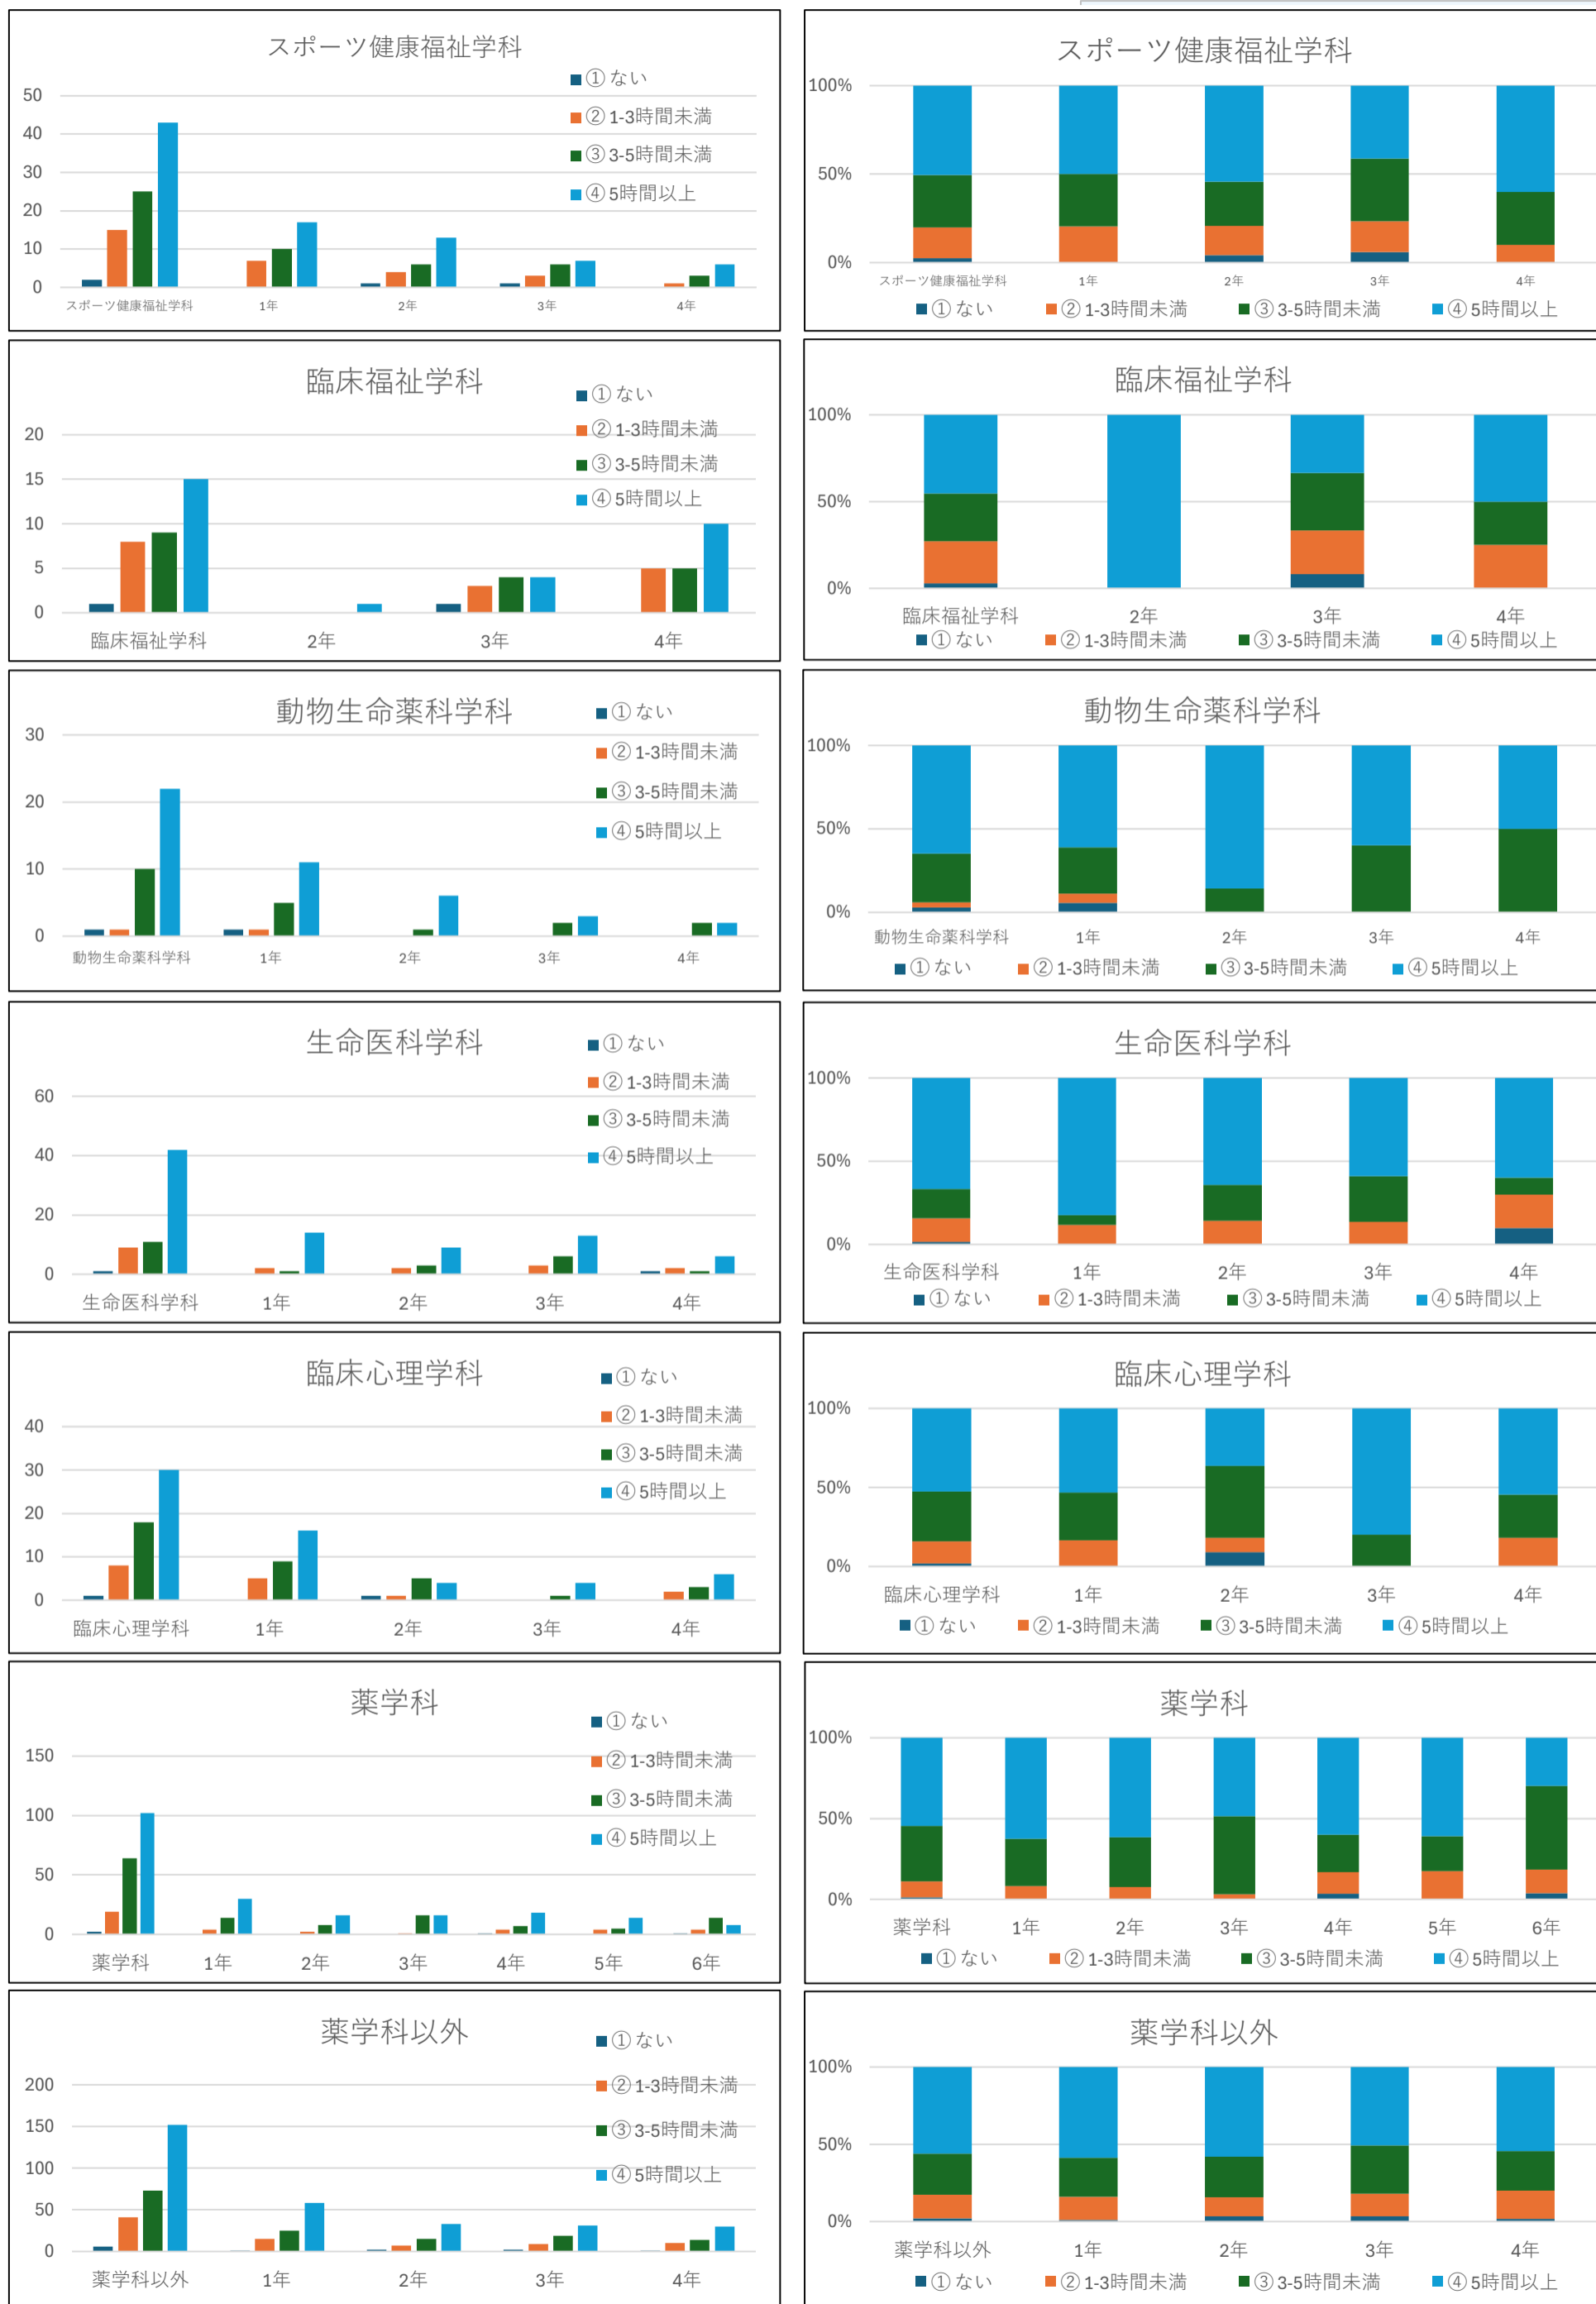 スポーツ健康福祉学科
① ない
② 1-3時間未満
③ 3-5時間未満
④ 5時間以上
50
40
30
20
10
0
スポーツ健康福祉学科 1年 2年 3年 4年
スポーツ健康福祉学科
100%
50%
0%
スポーツ健康福祉学科 1年 2年 3年 4年
① ない ② 1-3時間未満 ③ 3-5時間未満 ④ 5時間以上
臨床福祉学科
① ない
② 1-3時間未満
③ 3-5時間未満
④ 5時間以上
20
15
10
5
0
臨床福祉学科 2年 3年 4年
臨床福祉学科
100%
50%
0%
臨床福祉学科 2年 3年 4年
① ない ② 1-3時間未満 ③ 3-5時間未満 ④ 5時間以上
動物生命薬科学科
① ない
② 1-3時間未満
③ 3-5時間未満
④ 5時間以上
30
20
10
0
動物生命薬科学科 1年 2年 3年 4年
動物生命薬科学科
100%
50%
0%
動物生命薬科学科 1年 2年 3年 4年
① ない ② 1-3時間未満 ③ 3-5時間未満 ④ 5時間以上
生命医科学科
① ない
② 1-3時間未満
③ 3-5時間未満
④ 5時間以上
60
40
20
0
生命医科学科 1年 2年 3年 4年
生命医科学科
100%
50%
0%
生命医科学科 1年 2年 3年 4年
① ない ② 1-3時間未満 ③ 3-5時間未満 ④ 5時間以上
臨床心理学科
① ない
② 1-3時間未満
③ 3-5時間未満
④ 5時間以上
40
30
20
10
0
臨床心理学科 1年 2年 3年 4年
臨床心理学科
100%
50%
0%
臨床心理学科 1年 2年 3年 4年
① ない ② 1-3時間未満 ③ 3-5時間未満 ④ 5時間以上
薬学科
① ない
② 1-3時間未満
③ 3-5時間未満
④ 5時間以上
150
100
50
0
薬学科 1年 2年 3年 4年 5年 6年
薬学科
100%
50%
0%
薬学科 1年 2年 3年 4年 5年 6年
① ない ② 1-3時間未満 ③ 3-5時間未満 ④ 5時間以上
薬学科以外
① ない
② 1-3時間未満
③ 3-5時間未満
④ 5時間以上
200
150
100
50
0
薬学科以外 1年 2年 3年 4年
薬学科以外
100%
50%
0%
薬学科以外 1年 2年 3年 4年
① ない ② 1-3時間未満 ③ 3-5時間未満 ④ 5時間以上